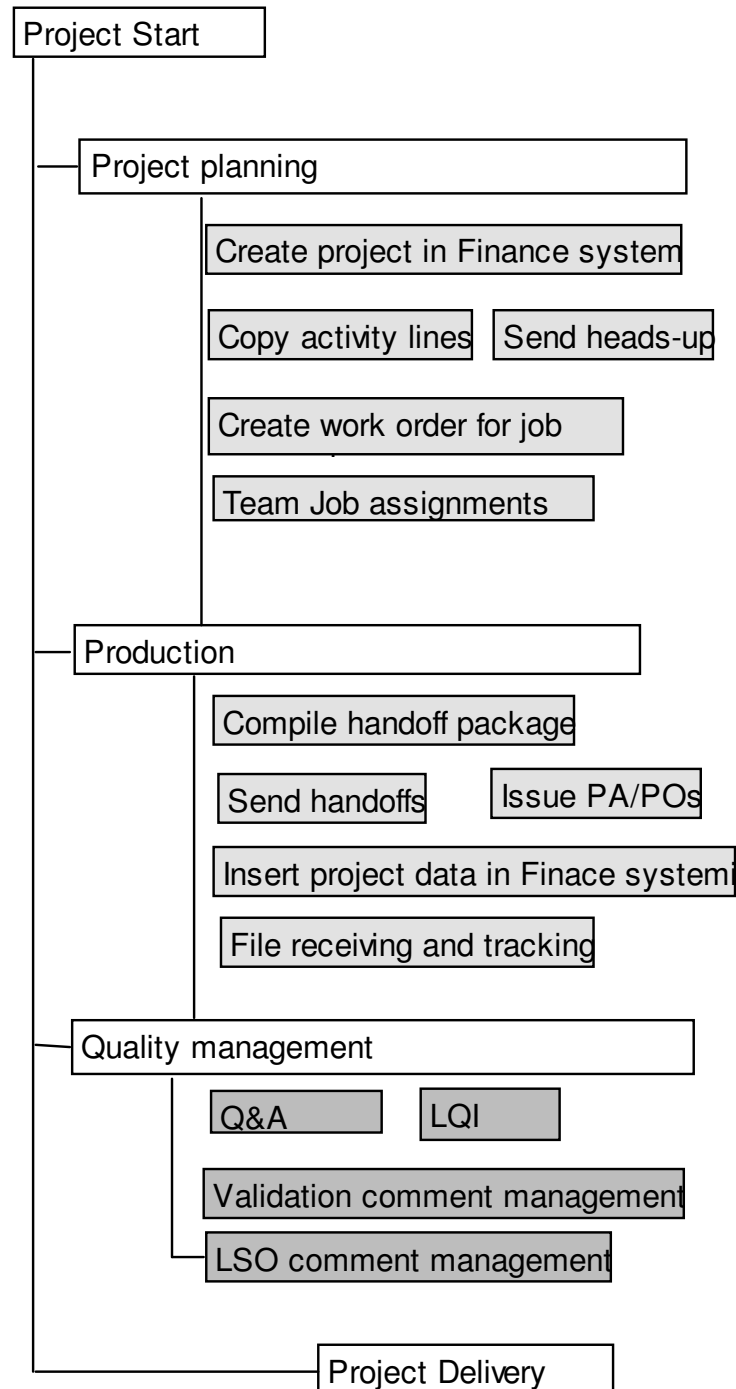 Project Start
Project planning
Create project in Finance system
Copy activity lines
Send heads-up
Create work order for job
Team Job assignments
Production
Compile handoff package
Send handoffs
Issue PA/POs
Insert project data in Finace systemi
File receiving and tracking
Quality management
Q&A
LQI
Validation comment management
LSO comment management
Project Delivery